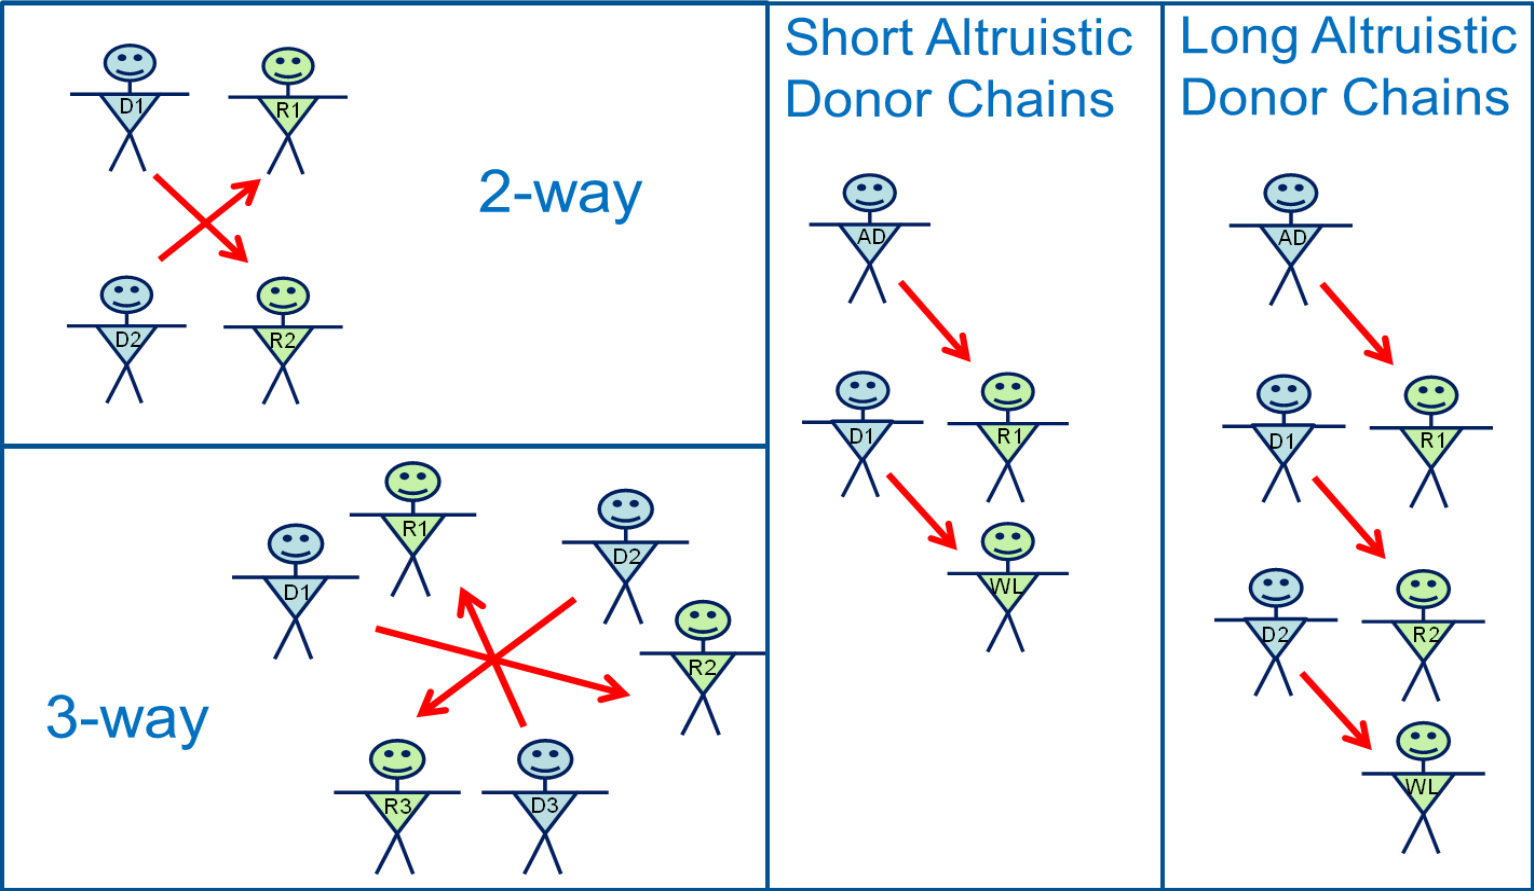 D1
R1
2-way
D2
R2
R1
D1
D2
R2
3-way
R3
D3
Short Altruistic
Donor Chains
AD
D1
R1
WL
Long Altruistic
Donor Chains
AD
D1
R1
D2
R2
WL